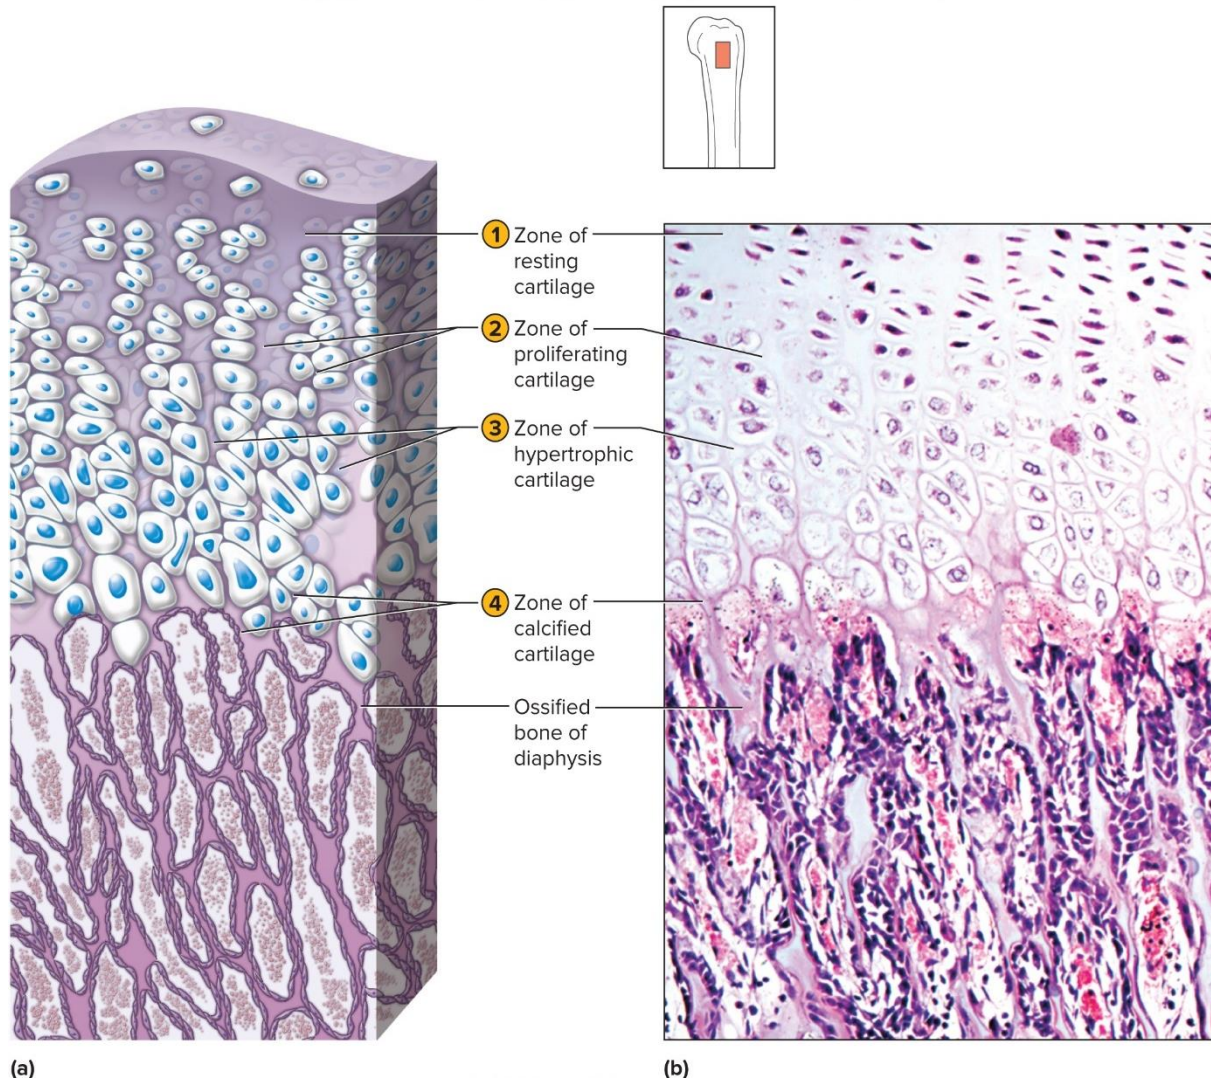 1 Zone of
resting
cartilage
2 Zone of
proliferating
cartilage
3 Zone of
hypertrophic
cartilage
4 Zone of
calcified
cartilage
Ossified
bone of
diaphysis
(a)
(b)